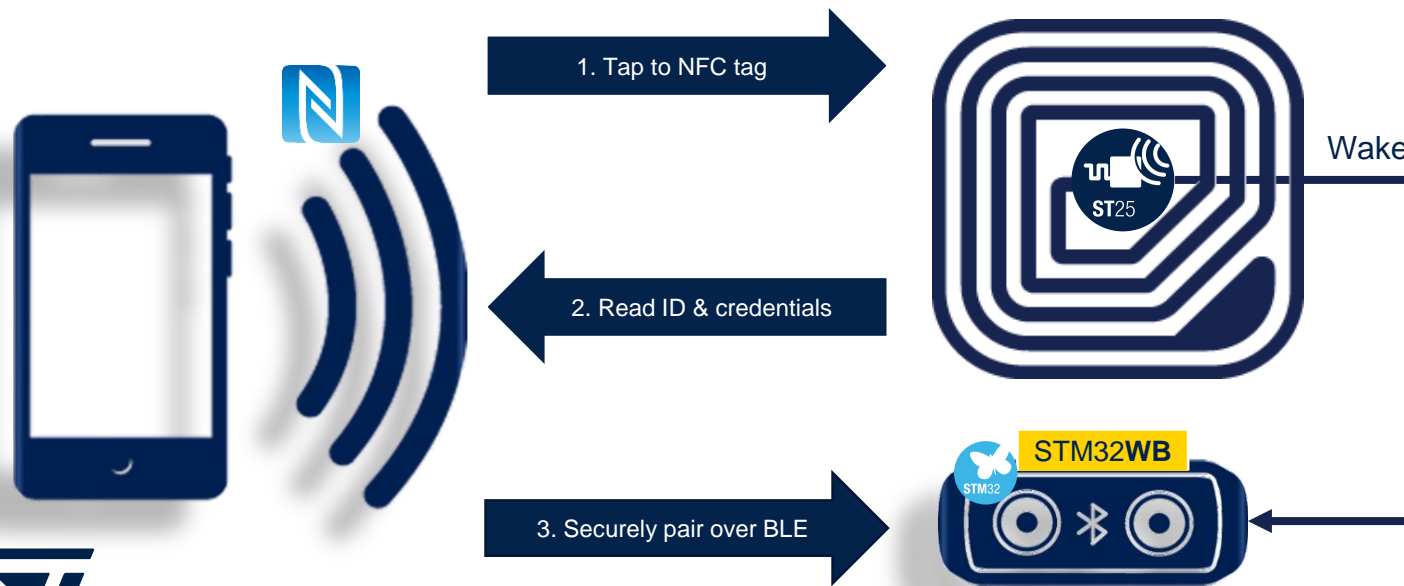 1. Tap to NFC tag
Wake
ST25
2. Read ID & credentials
STM32WB
STM32
3. Securely pair over BLE